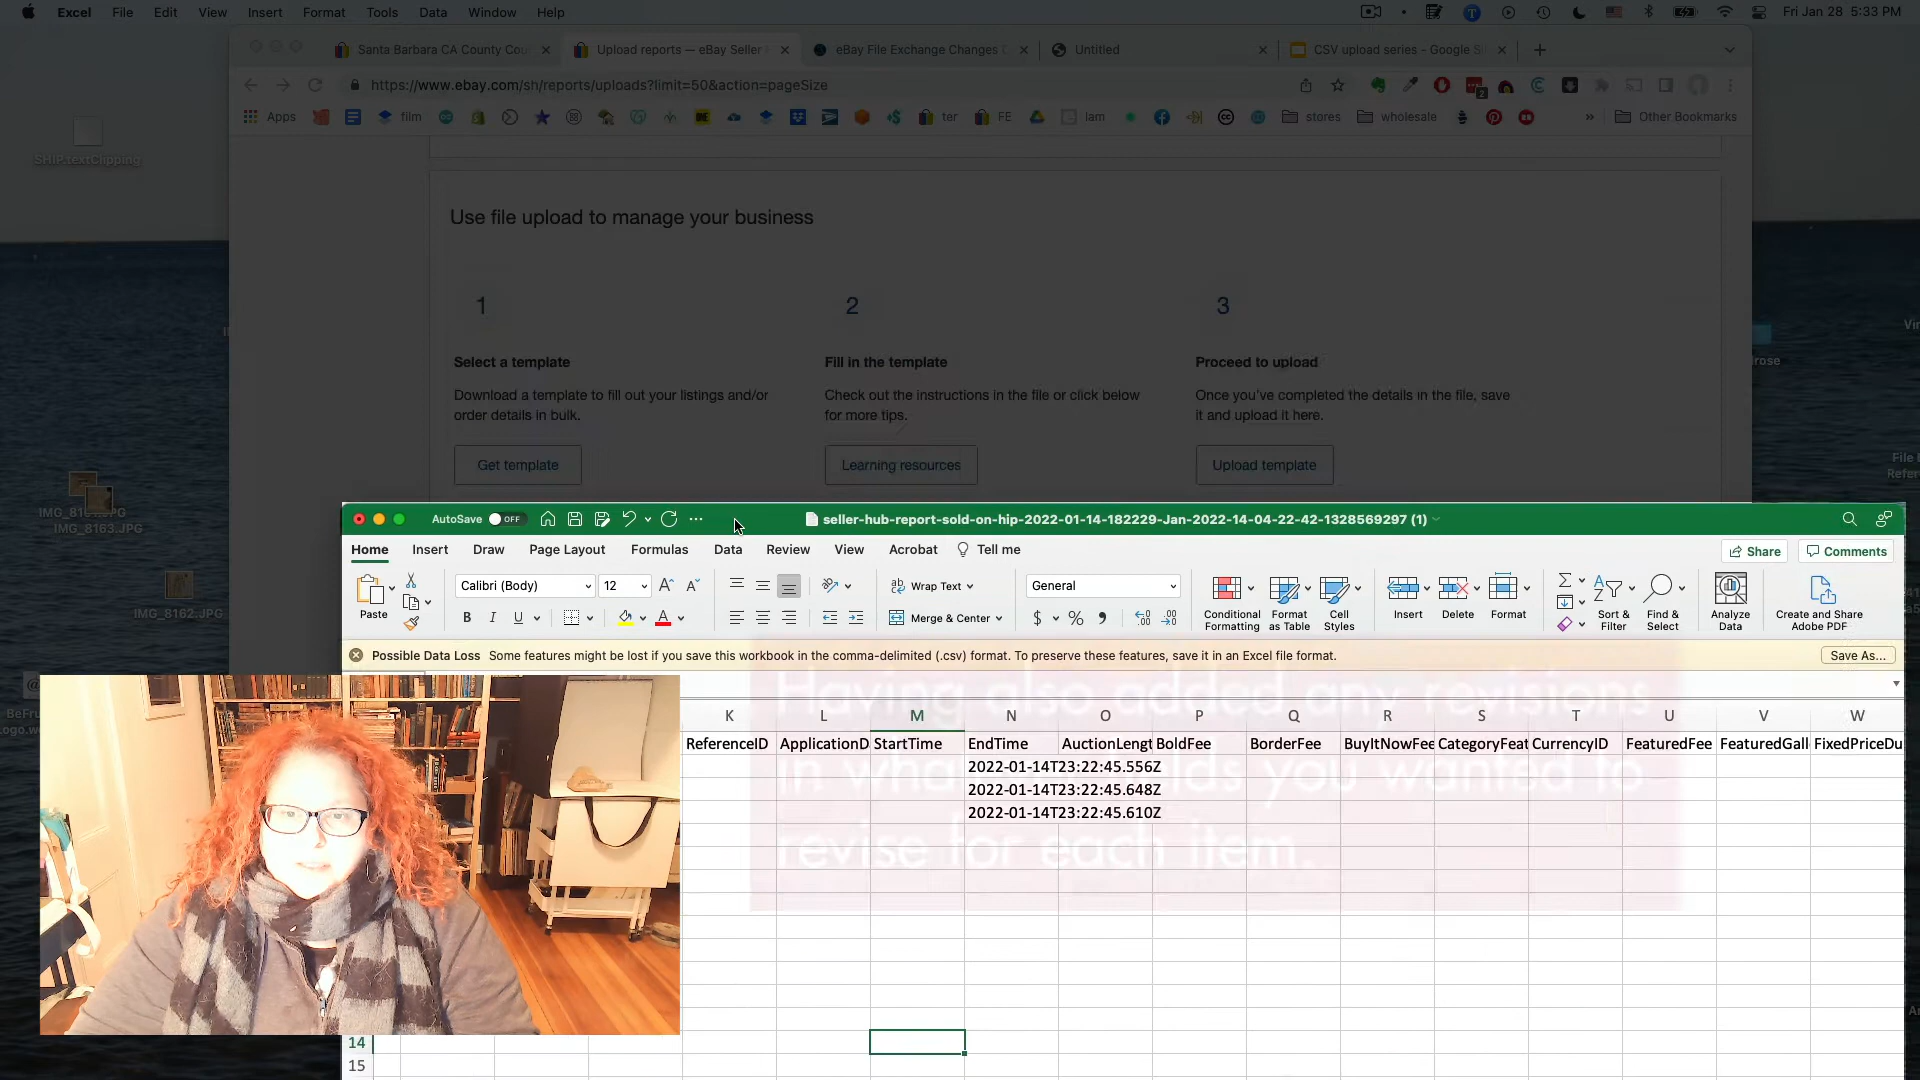 Excel File Edit View Insert Format Tools Data Window Help Fri Jan 28 5:33 PM
Santa Barbara CA County Cou Upload reports — eBay Seller eBay File Exchange Changes Untitled CSV upload series - Google Sl
https://www.ebay.com/sh/reports/uploads?limit=50&action=pageSize
Apps film ter FE lam stores wholesale » Other Bookmarks
SHIP.textClipping
Use file upload to manage your business
1 2 3
Select a template Fill in the template Proceed to upload
Download a template to fill out your listings and/or Check out the instructions in the file or click below Once you've completed the details in the file, save
order details in bulk. for more tips. it and upload it here.
Get template Learning resources Upload template
IMG_8163.JPG
IMG_8162.JPG
AutoSave OFF seller-hub-report-sold-on-hip-2022-01-14-182229-Jan-2022-14-04-22-42-1328569297 (1)
Home Insert Draw Page Layout Formulas Data Review View Acrobat Tell me Share Comments
Calibri (Body) 12 Wrap Text General
Paste B I U Merge & Center $ % Conditional Formatting Format as Table Cell Styles Insert Delete Format Sort & Filter Find & Select Analyze Data Create and Share Adobe PDF
Possible Data Loss Some features might be lost if you save this workbook in the comma-delimited (.csv) format. To preserve these features, save it in an Excel file format. Save As...
Having also added any revisions
K L M N O P Q R S T U V W
ReferenceID ApplicationD StartTime EndTime AuctionLengt BoldFee BorderFee BuyItNowFee CategoryFeat CurrencyID FeaturedFee FeaturedGall FixedPriceDu
2022-01-14T23:22:45.556Z
in you wanted to
2022-01-14T23:22:45.648Z
2022-01-14T23:22:45.610Z
revise for each item.
14
15